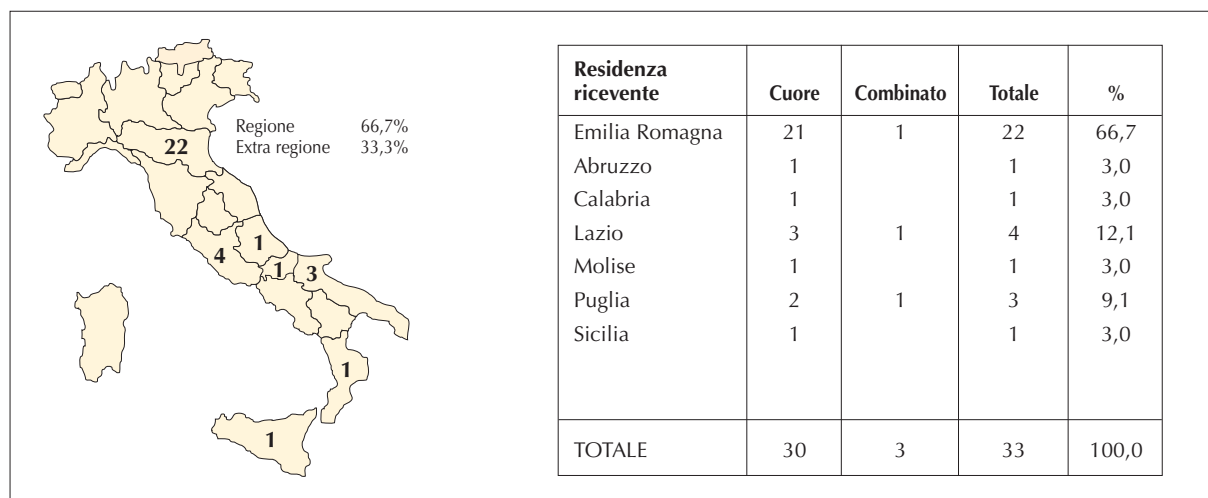 Regione 66,7%
Extra regione 33,3%
22
4
1
1
3
1
1
Residenza ricevente Cuore Combinato Totale %
Emilia Romagna 21 1 22 66,7
Abruzzo 1 1 3,0
Calabria 1 1 3,0
Lazio 3 1 4 12,1
Molise 1 1 3,0
Puglia 2 1 3 9,1
Sicilia 1 1 3,0
TOTALE 30 3 33 100,0